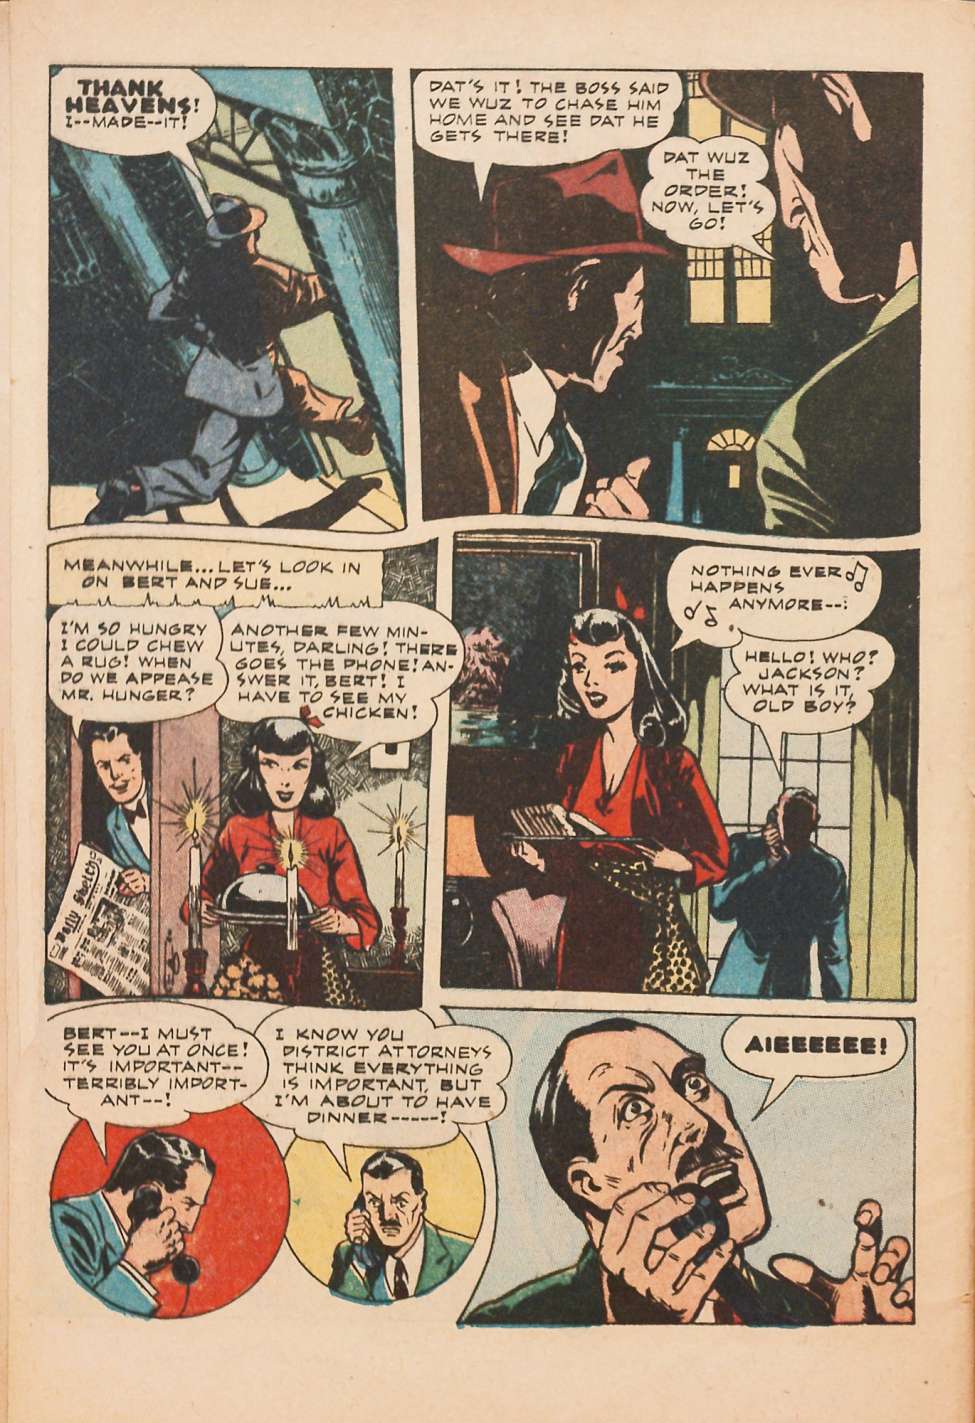 THANK
HEAVENS!
I--MADE--IT!
DAT'S IT! THE BOSS SAID
WE WUZ TO CHASE HIM
HOME AND SEE DAT HE
GETS THERE!
DAT WUZ
THE
ORDER!
NOW, LET'S
GO!
MEANWHILE...LET'S LOOK IN
ON BERT AND SUE...
I'M SO HUNGRY
I COULD CHEW
A RUG! WHEN
DO WE APPEASE
MR. HUNGER?
ANOTHER FEW MIN-
UTES, DARLING! THERE
GOES THE PHONE! AN-
SWER IT, BERT! I
HAVE TO SEE MY
CHICKEN!
Daily Sketch
NOTHING EVER
HAPPENS
ANYMORE--:
HELLO! WHO?
JACKSON?
WHAT IS IT,
OLD BOY?
BERT--I MUST
SEE YOU AT ONCE!
IT'S IMPORTANT--
TERRIBLY IMPORT-
ANT--!
I KNOW YOU
DISTRICT ATTORNEYS
THINK EVERYTHING
IS IMPORTANT, BUT
I'M ABOUT TO HAVE
DINNER-----!
AIEEEEEE!